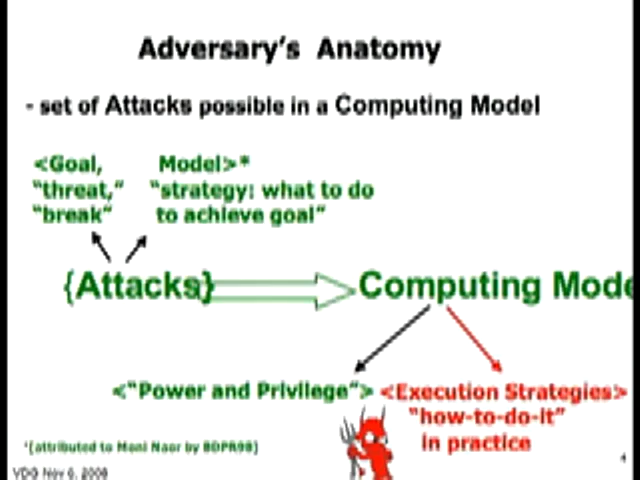 Adversary's Anatomy
- set of Attacks possible in a Computing Model
<Goal, Model>*
"threat," "strategy: what to do
"break" to achieve goal"
{Attacks} Computing Mode
<"Power and Privilege"> <Execution Strategies>
"how-to-do-it"
in practice
*[attributed to Moni Naor by BDPR98]
VDG Nov 6, 2008
4